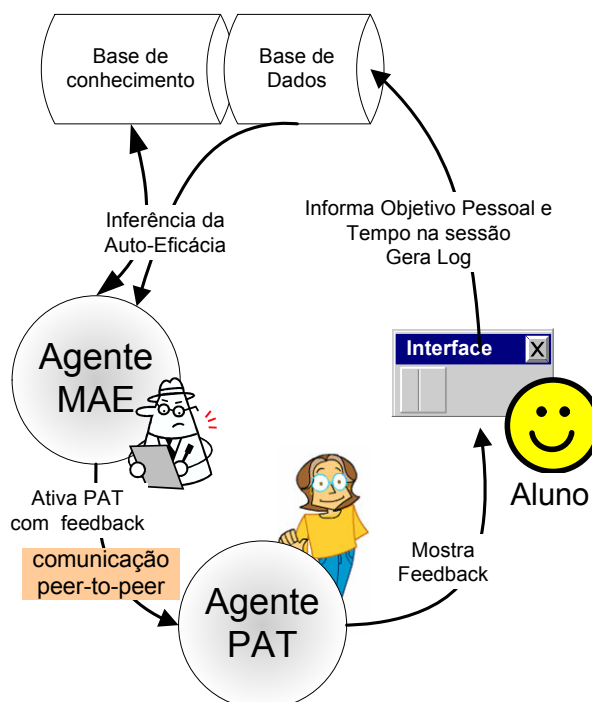 Base de
conhecimento
Base de
Dados
Inferência da
Auto-Eficácia
Informa Objetivo Pessoal e
Tempo na sessão
Gera Log
Interface X
Agente
MAE
Aluno
Ativa PAT
com feedback
comunicação
peer-to-peer
Mostra
Feedback
Agente
PAT